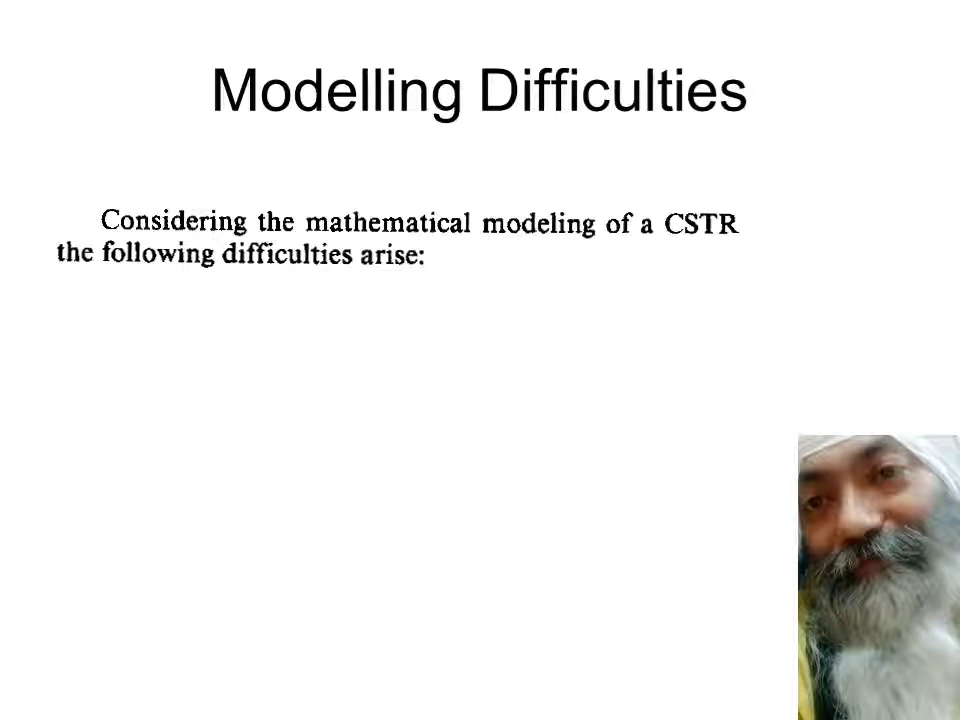 Modelling Difficulties
Considering the mathematical modeling of a CSTR
the following difficulties arise: